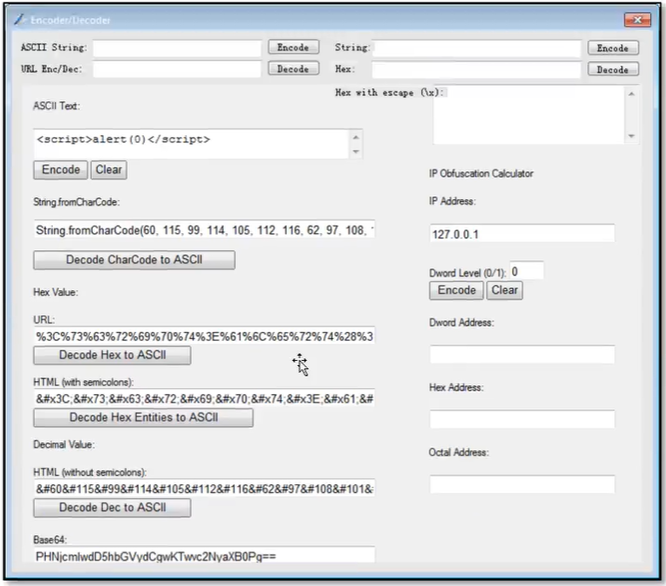 Encoder/Decoder
ASCII String: Encode String: Encode
URL Enc/Dec: Decode Hex: Decode
Hex with escape (\x):
ASCII Text:
<script>alert(0)</script>
Encode Clear
IP Obfuscation Calculator
String.fromCharCode:
IP Address:
String.fromCharCode(60, 115, 99, 114, 105, 112, 116, 62, 97, 108,
127.0.0.1
Decode CharCode to ASCII
Dword Level (0/1): 0
Encode Clear
Hex Value:
URL:
Dword Address:
%3C%73%63%72%69%70%74%3E%61%6C%65%72%74%28%3
Decode Hex to ASCII
HTML (with semicolons):
Hex Address:
&#x3C;&#x73;&#x63;&#x72;&#x69;&#x70;&#x74;&#x3E;&#x61;&#
Decode Hex Entities to ASCII
Decimal Value:
Octal Address:
HTML (without semicolons):
&#60&#115&#99&#114&#105&#112&#116&#62&#97&#108&#101&
Decode Dec to ASCII
Base64:
PHNjcmlwdD5hbGVydCgwKTwvc2NyaXB0Pg==